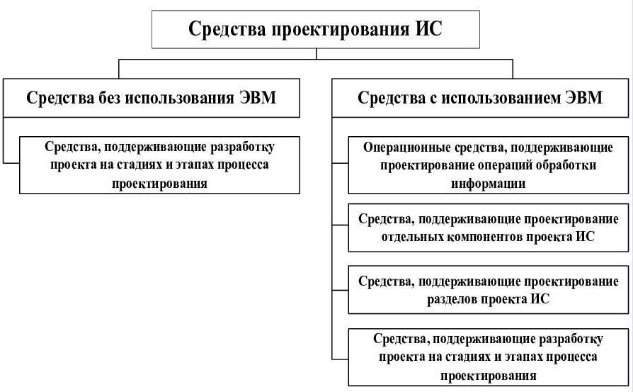 Средства проектирования ИС
Средства без использования ЭВМ
Средства, поддерживающие разработку
проекта на стадиях и этапах процесса
проектирования
Средства с использованием ЭВМ
Операционные средства, поддерживающие
проектирование операций обработки
информации
Средства, поддерживающие проектирование
отдельных компонентов проекта ИС
Средства, поддерживающие проектирование
разделов проекта ИС
Средства, поддерживающие разработку
проекта на стадиях и этапах процесса
проектирования